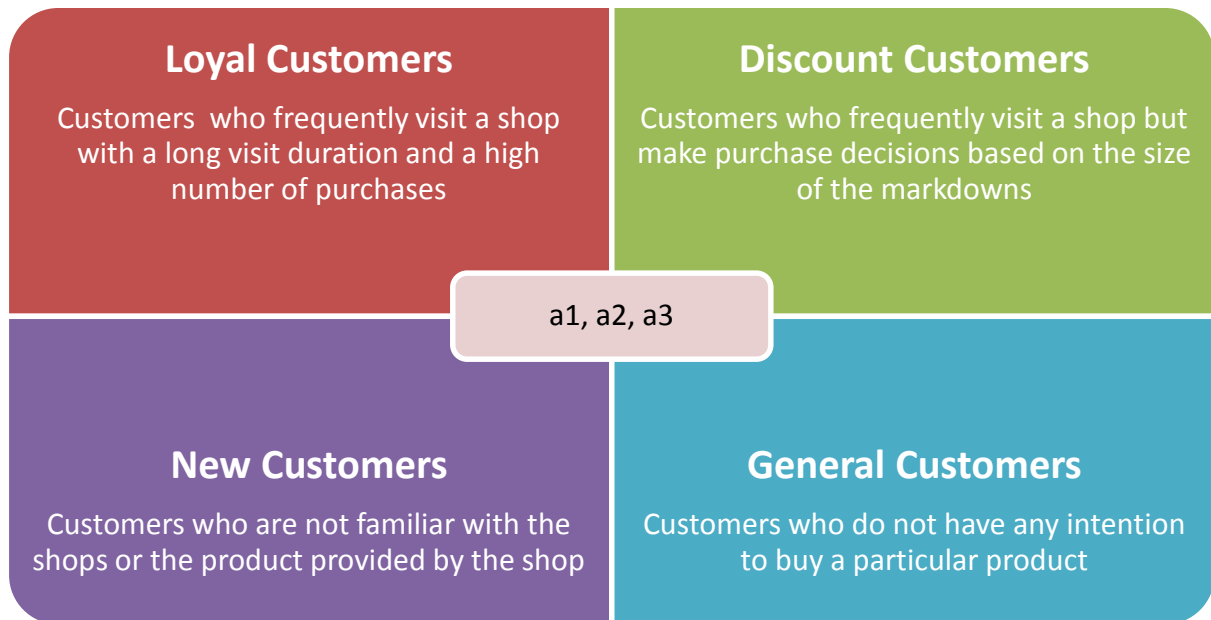 Loyal Customers
Customers who frequently visit a shop
with a long visit duration and a high
number of purchases
Discount Customers
Customers who frequently visit a shop but
make purchase decisions based on the size
of the markdowns
a1, a2, a3
New Customers
Customers who are not familiar with the
shops or the product provided by the shop
General Customers
Customers who do not have any intention
to buy a particular product